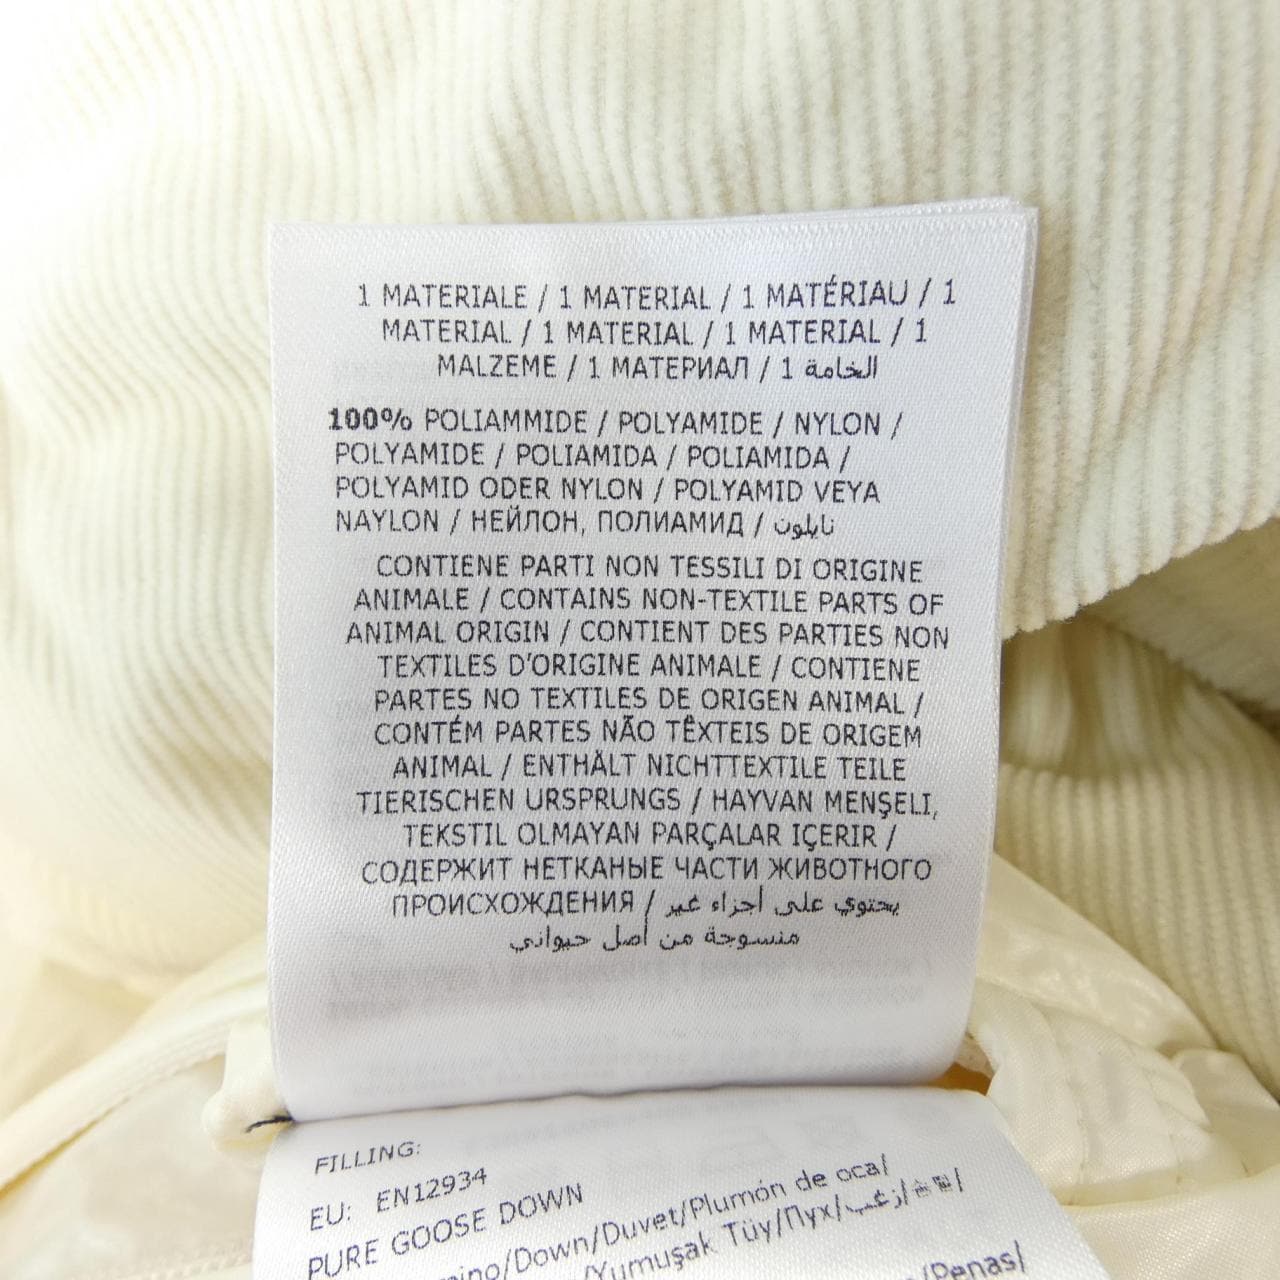 1 MATERIALE / 1 MATERIAL / 1 MATÉRIAU / 1
MATERIAL / 1 MATERIAL / 1 MATERIAL / 1
MALZEME / 1 МАТЕРИАЛ / 1 الخامة
100% POLIAMMIDE / POLYAMIDE / NYLON /
POLYAMIDE / POLIAMIDA / POLIAMIDA /
POLYAMID ODER NYLON / POLYAMID VEYA
NAYLON / НЕЙЛОН, ПОЛИАМИД / نايلون
CONTIENE PARTI NON TESSILI DI ORIGINE
ANIMALE / CONTAINS NON-TEXTILE PARTS OF
ANIMAL ORIGIN / CONTIENT DES PARTIES NON
TEXTILES D'ORIGINE ANIMALE / CONTIENE
PARTES NO TEXTILES DE ORIGEN ANIMAL /
CONTÉM PARTES NÃO TÊXTEIS DE ORIGEM
ANIMAL / ENTHÄLT NICHTTEXTILE TEILE
TIERISCHEN URSPRUNGS / HAYVAN MENŞELI,
TEKSTIL OLMAYAN PARÇALAR IÇERIR /
СОДЕРЖИТ НЕТКАНЫЕ ЧАСТИ ЖИВОТНОГО
ПРОИСХОЖДЕНИЯ / يحتوي على أجزاء غير
منسوجة من أصل حيواني
FILLING:
EU: EN12934
PURE GOOSE DOWN
/Down/Duvet/Plumón de oca/
/Yumuşak Tüy/Пух/زغب/
/Penas/